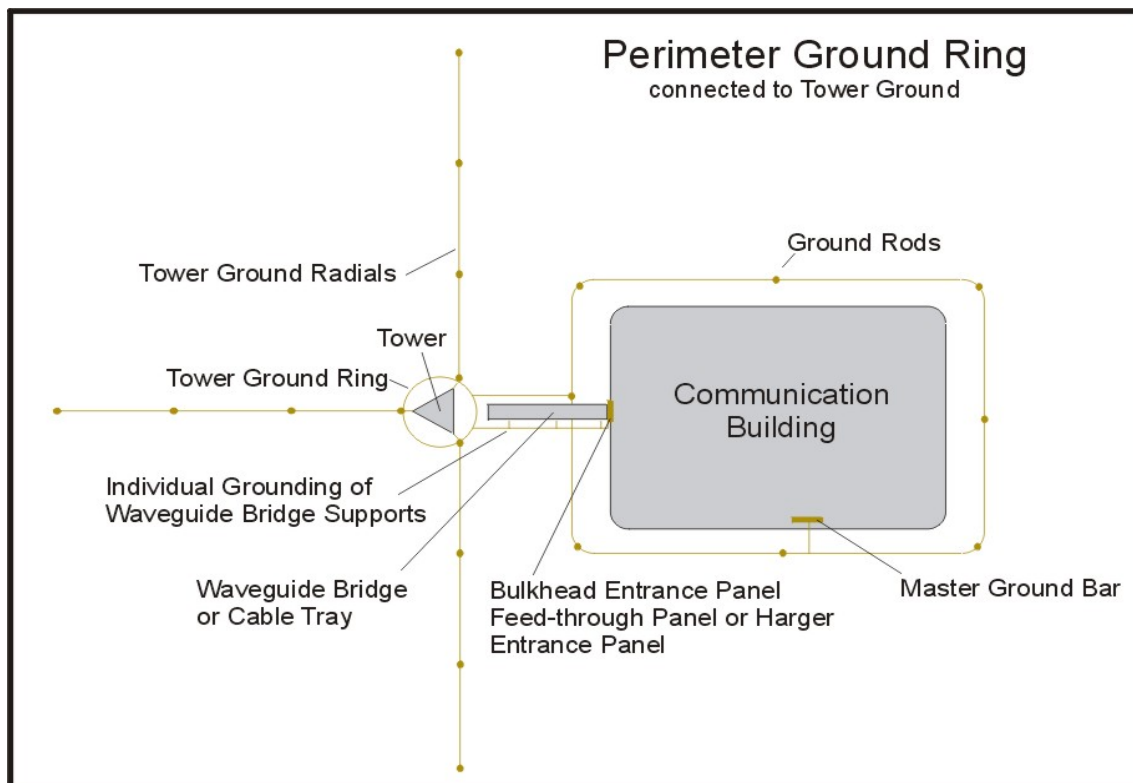 Perimeter Ground Ring
connected to Tower Ground
Ground Rods
Tower Ground Radials
Tower
Tower Ground Ring
Communication
Building
Individual Grounding of
Waveguide Bridge Supports
Waveguide Bridge
or Cable Tray
Bulkhead Entrance Panel
Feed-through Panel or Harger
Entrance Panel
Master Ground Bar